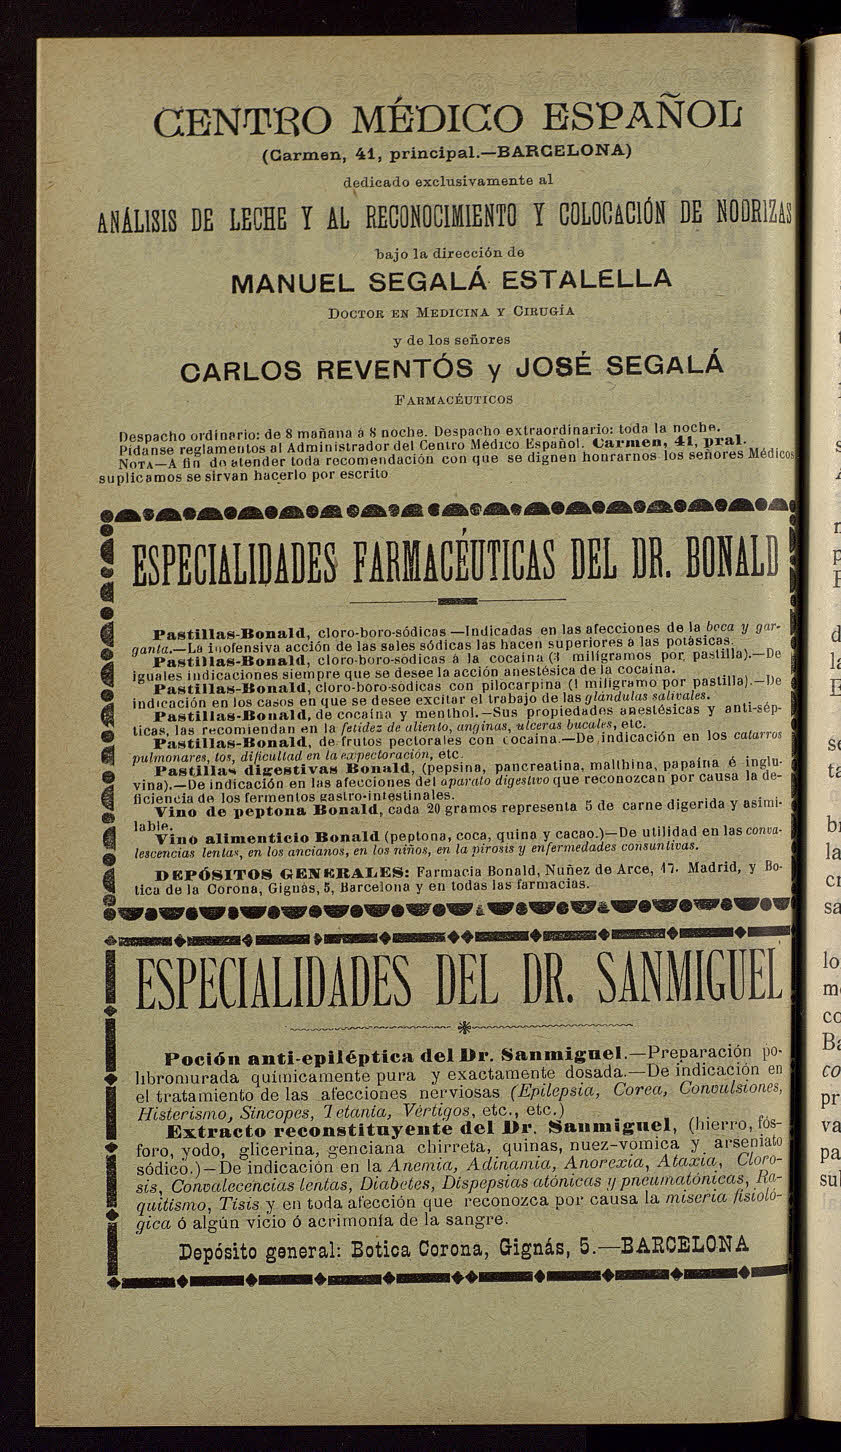 CENTRO MÉDICO ESPAÑOL
(Carmen, 41, principal.—BARCELONA)
dedicado exclusivamente al
ANÁLISIS DE LECHE Y AL RECONOCIMIENTO Y COLOCACIÓN DE NODRIZAS
bajo la dirección de
MANUEL SEGALÁ ESTALELLA
DOCTOR EN MEDICINA Y CIRUGÍA
y de los señores
CARLOS REVENTÓS y JOSÉ SEGALÁ
FARMACÉUTICOS
Despacho ordinario: de 8 mañana á 8 noche. Despacho extraordinario: toda la noche.
Pídanse reglamentos al Administrador del Centro Médico Español. Carmen, 41, pral.
NOTA—A fin de atender toda recomendación con que se dignen honrarnos los señores Médicos
suplicamos se sirvan hacerlo por escrito
ESPECIALIDADES FARMACÉUTICAS DEL DR. BONALD
Pastillas-Bonald, cloro-boro-sódicas—Indicadas en las afecciones de la boca y gar-
ganta.—La inofensiva acción de las sales sódicas las hacen superiores á las potásicas.
Pastillas-Bonald, cloro-boro-sodicas á la cocaína (3 milígramos por pastilla).—De
iguales indicaciones siempre que se desee la acción anestésica de la cocaína.
Pastillas-Bonald, cloro-boro-sódicas con pilocarpina (1 milígramo por pastilla).—De
indicación en los casos en que se desee excitar el trabajo de las glándulas salivales.
Pastillas-Bonald, de cocaína y menthol.—Sus propiedades anestésicas y anti-sép-
ticas, las recomiendan en la fetidez de aliento, anginas, ulceras bucales, etc.
Pastillas-Bonald, de frutos pectorales con cocaína.—De indicación en los catarros
pulmonares, tos, dificultad en la expectoración, etc.
Pastillas digestivas Bonald, (pepsina, pancreatina, malthina, papaína é inglu-
vina).—De indicación en las afecciones del aparato digestivo que reconozcan por causa la de-
ficiencia de los fermentos gastro-intestinales.
Vino de peptona Bonald, cada 20 gramos representa 5 de carne digerida y asimi-
lable.
Vino alimenticio Bonald (peptona, coca, quina y cacao.)—De utilidad en las conva-
lescencias lentas, en los ancianos, en los niños, en la pirosis y enfermedades consuntivas.
DEPÓSITOS GENERALES: Farmacia Bonald, Nuñez de Arce, 17. Madrid, y Bo-
tica de la Corona, Gignás, 5, Barcelona y en todas las farmacias.
ESPECIALIDADES DEL DR. SANMIGUEL
Poción anti-epiléptica del Dr. Sanmiguel.—Preparación po-
libromurada químicamente pura y exactamente dosada.—De indicación en
el tratamiento de las afecciones nerviosas (Epilepsia, Corea, Convulsiones,
Histerismo, Síncopes, Tetania, Vértigos, etc., etc.)
Extracto reconstituyente del Dr. Sanmiguel, (hierro, fós-
foro, yodo, glicerina, genciana chirreta, quinas, nuez-vómica y arseniato
sódico.)—De indicación en la Anemia, Adinamia, Anorexia, Ataxia, Cloro-
sis, Convalecencias lentas, Diabetes, Dispepsias atónicas y pneumatónicas, Ra-
quitismo, Tisis y en toda afección que reconozca por causa la miseria fisioló-
gica ó algún vicio ó acrimonía de la sangre.
Depósito general: Botica Corona, Gignás, 5.—BARCELONA